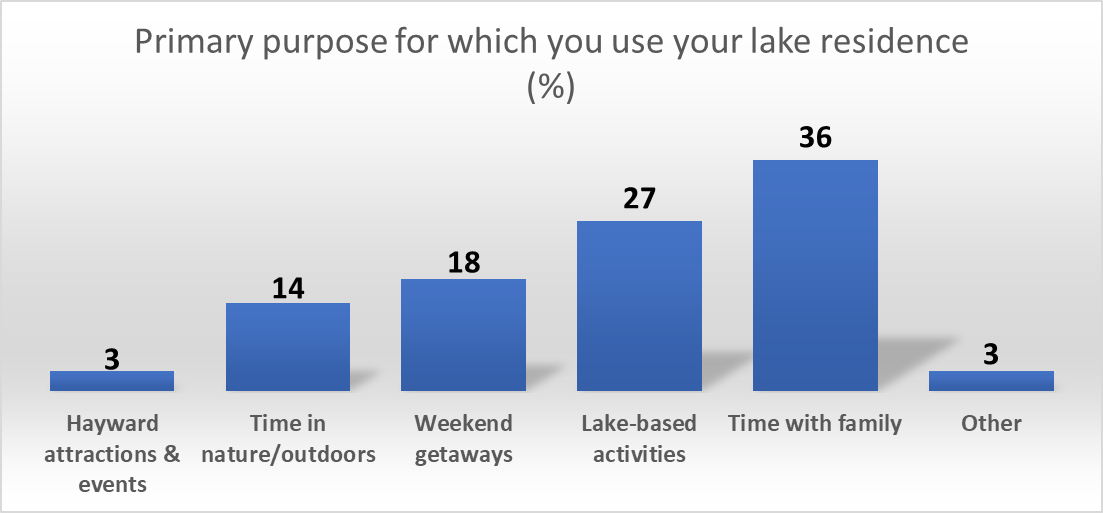 Primary purpose for which you use your lake residence
(%)
36
27
18
14
3
3
Hayward
attractions &
events
Time in
nature/outdoors
Weekend
getaways
Lake-based
activities
Time with family
Other